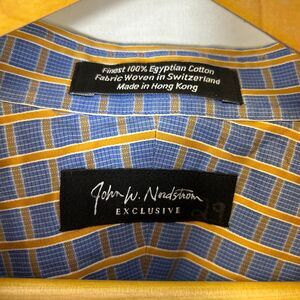 Finest 100% Egyptian Cotton
Fabric Woven in Switzerland
Made in Hong Kong
John W. Nordstrom
EXCLUSIVE